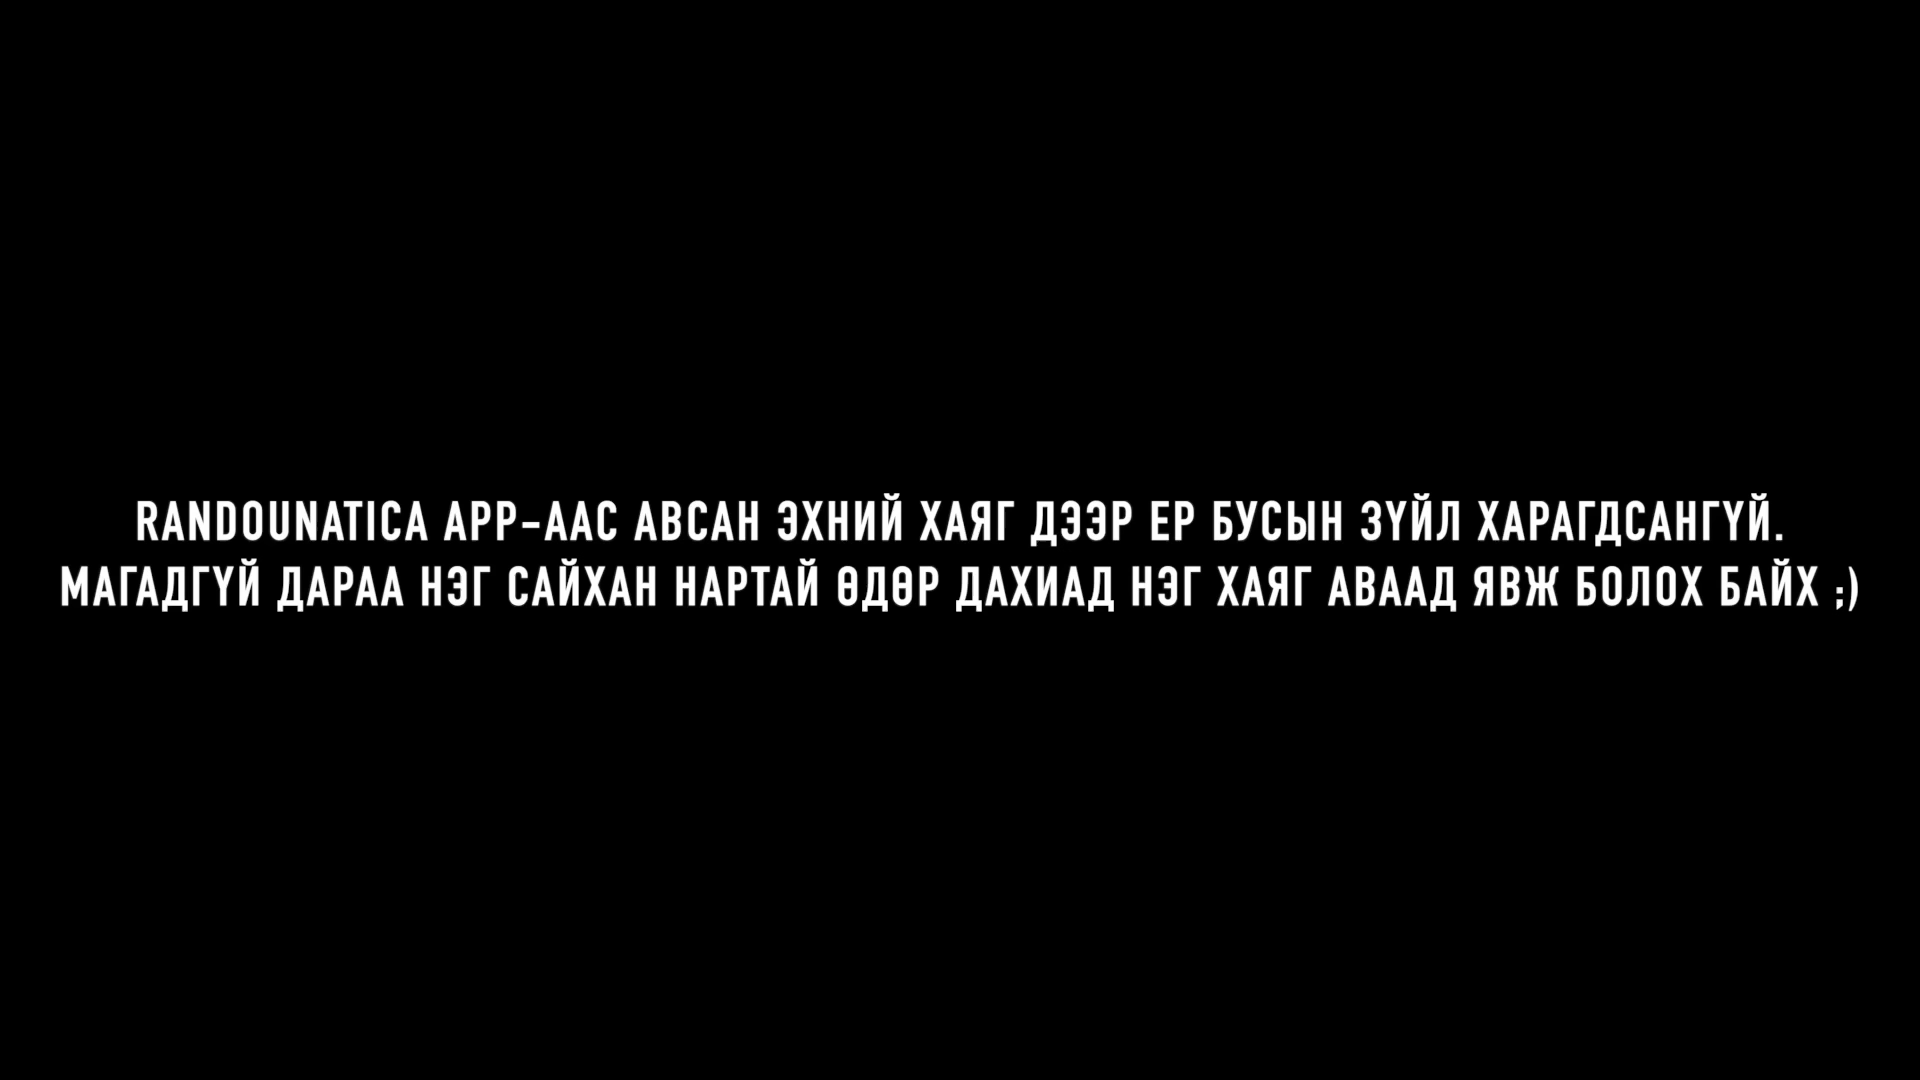 RANDOUNATICA APP-ААС АВСАН ЭХНИЙ ХАЯГ ДЭЭР ЕР БУСЫН ЗҮЙЛ ХАРАГДСАНГҮЙ.
МАГАДГҮЙ ДАРАА НЭГ САЙХАН НАРТАЙ ӨДӨР ДАХИАД НЭГ ХАЯГ АВААД ЯВЖ БОЛОХ БАЙХ ;)